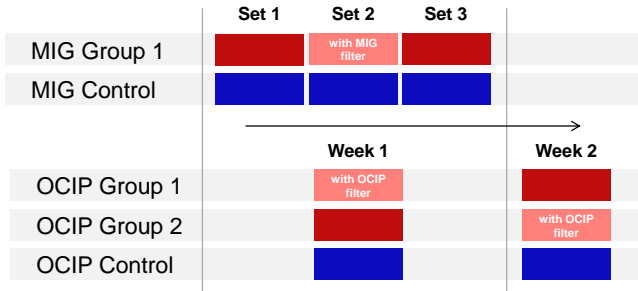 Set 1 Set 2 Set 3
MIG Group 1
with MIG
filter
MIG Control
Week 1 Week 2
OCIP Group 1
with OCIP
filter
OCIP Group 2
with OCIP
filter
OCIP Control